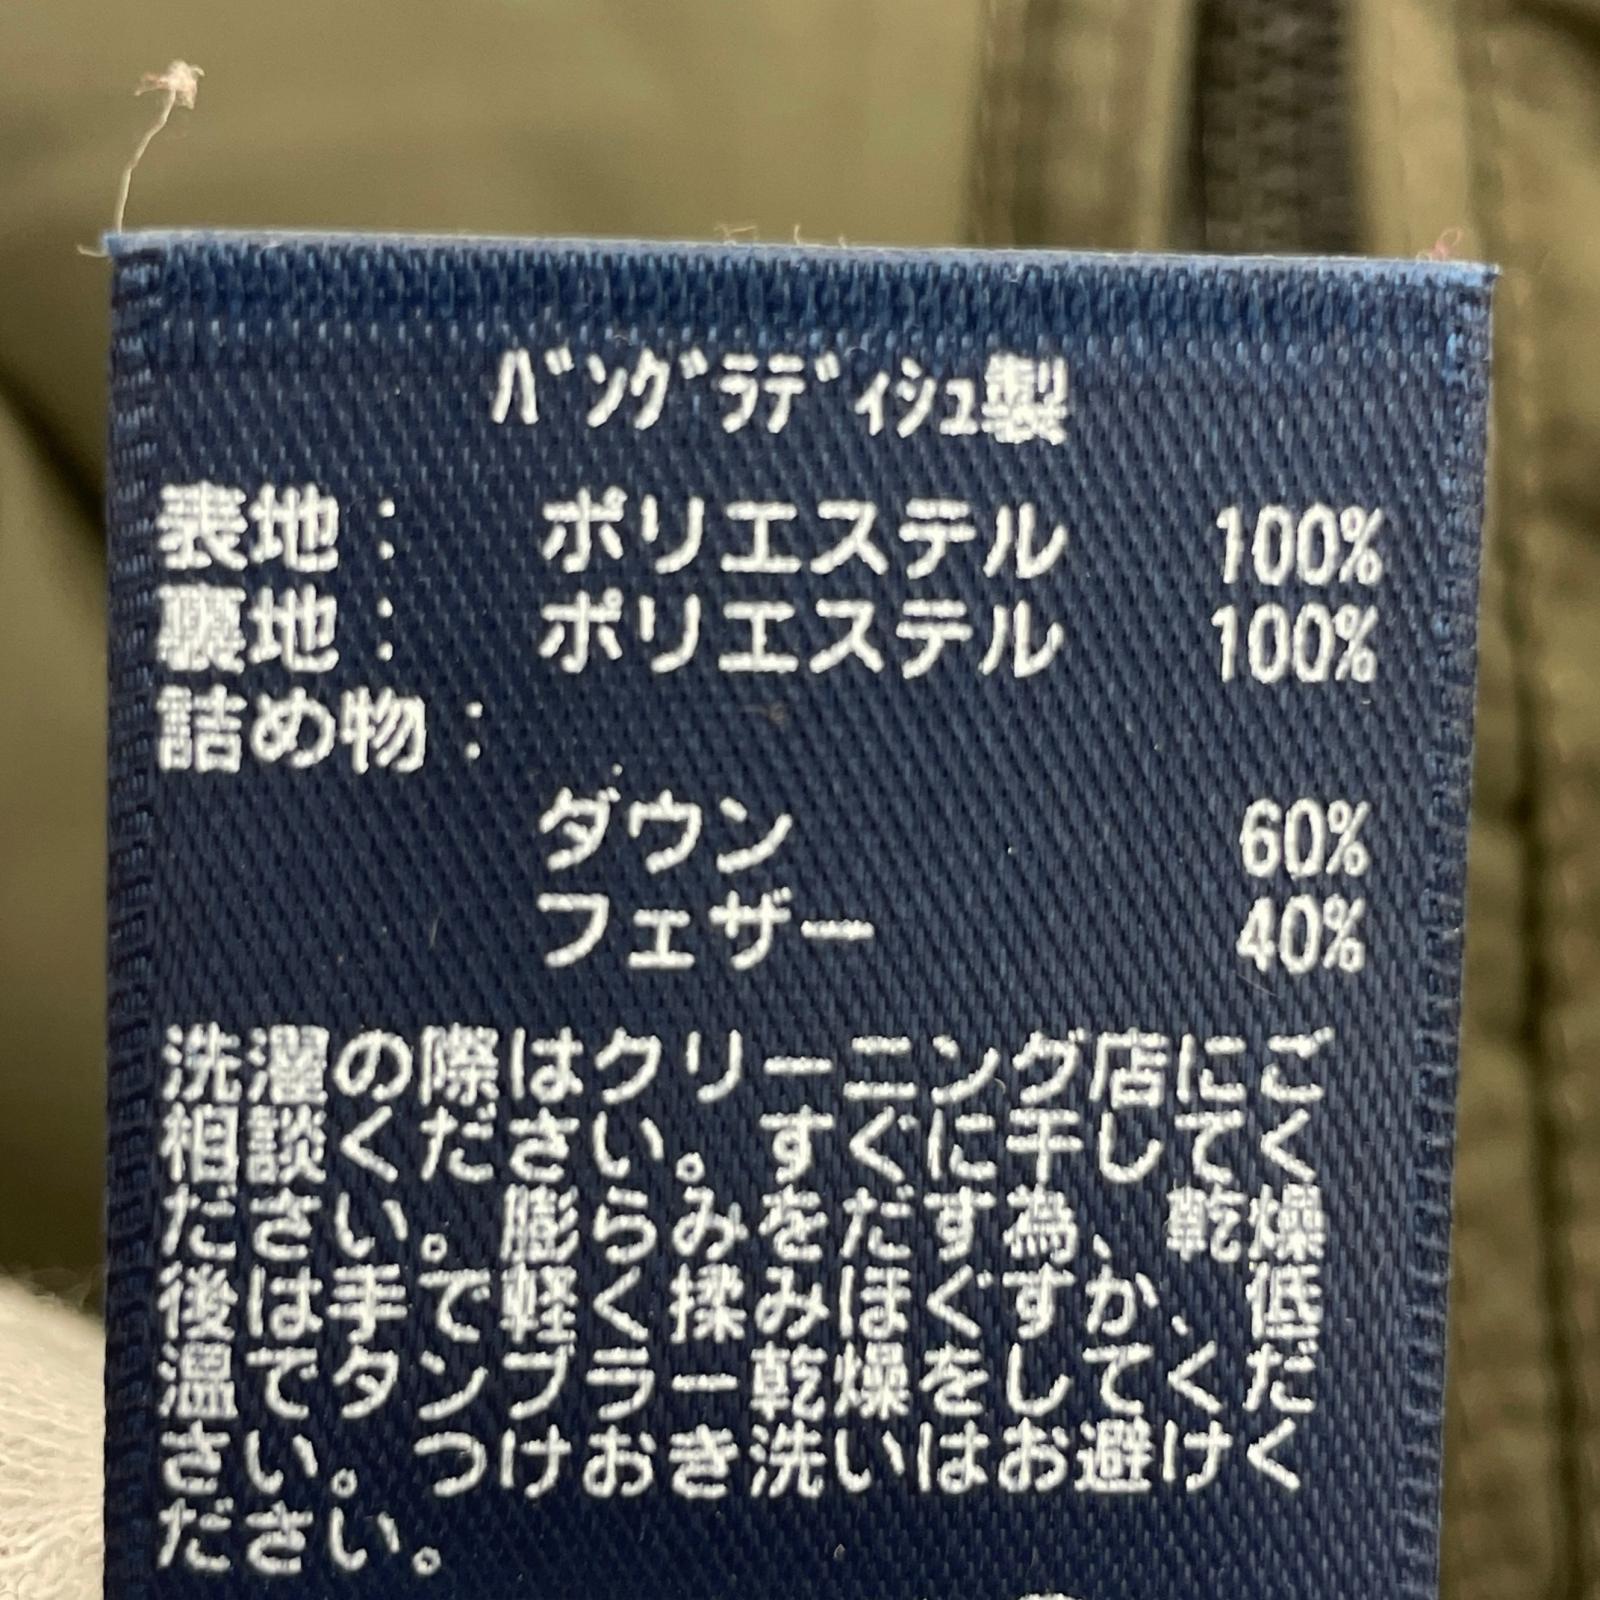 ﾊﾞﾝｸﾞﾗﾃﾞｨｼｭ製
表地： ポリエステル 100%
裏地： ポリエステル 100%
詰め物：
ダウン 60%
フェザー 40%
洗濯の際はクリーニング店にご
相談ください。すぐに干してく
ださい。膨らみをだす為、乾燥
後は手で軽く揉みほぐすか、低
温でタンブラー乾燥をしてくだ
さい。つけおき洗いはお避けく
ださい。